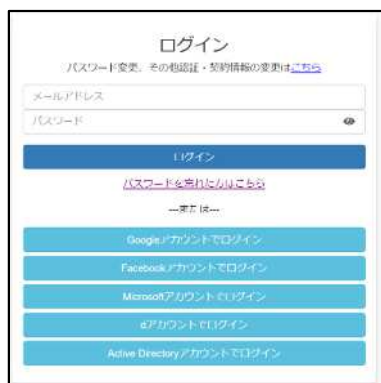 ログイン
パスワード変更、その他認証・契約情報の変更はこちら
メールアドレス
パスワード
ログイン
パスワードを忘れた方はこちら
---または---
Googleアカウントでログイン
Facebookアカウントでログイン
Microsoftアカウントでログイン
dアカウントでログイン
Active Directoryアカウントでログイン